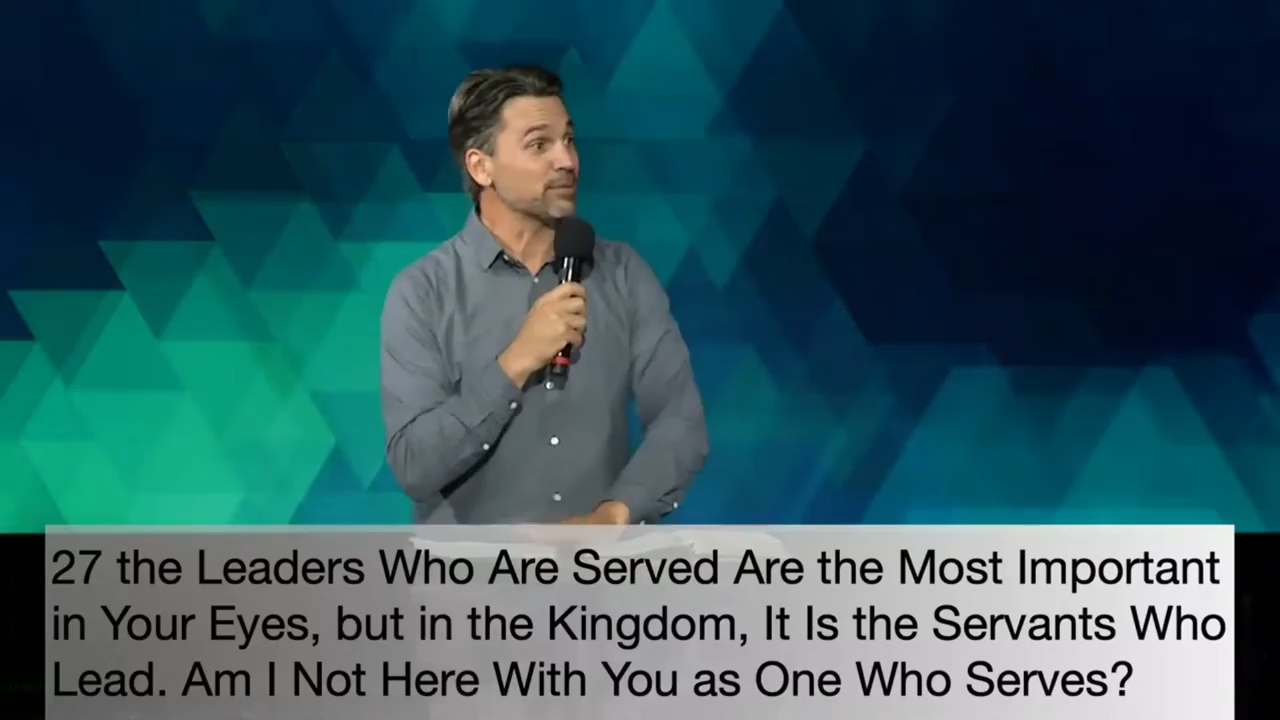 27 the Leaders Who Are Served Are the Most Important
in Your Eyes, but in the Kingdom, It Is the Servants Who
Lead. Am I Not Here With You as One Who Serves?